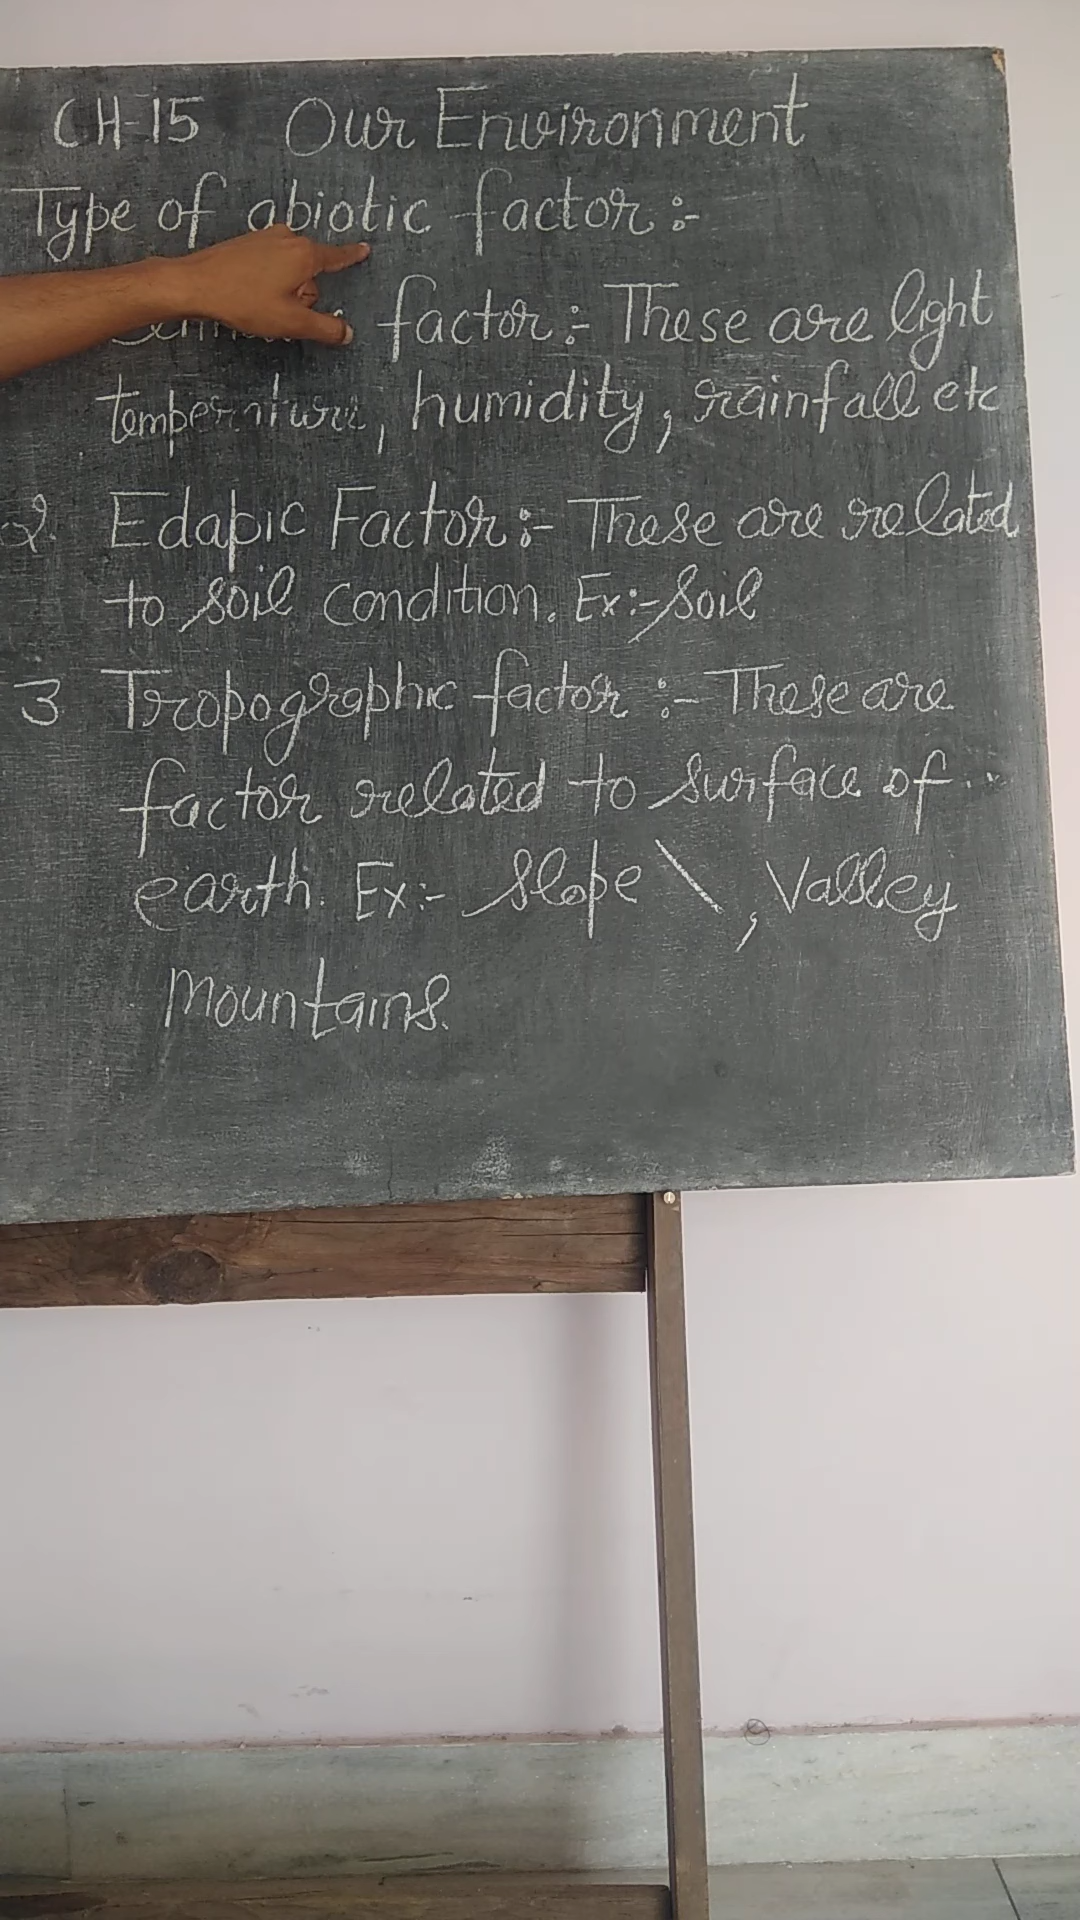 CH-15 Our Environment
Type of abiotic factor :-
factor :- These are light
temperature, humidity, rainfall etc
2. Edapic Factor :- These are related
to soil condition. Ex:- Soil
3 Tropographic factor :- These are
factor related to surface of ..
earth. Ex:- Slope \ , Valley
Mountains.